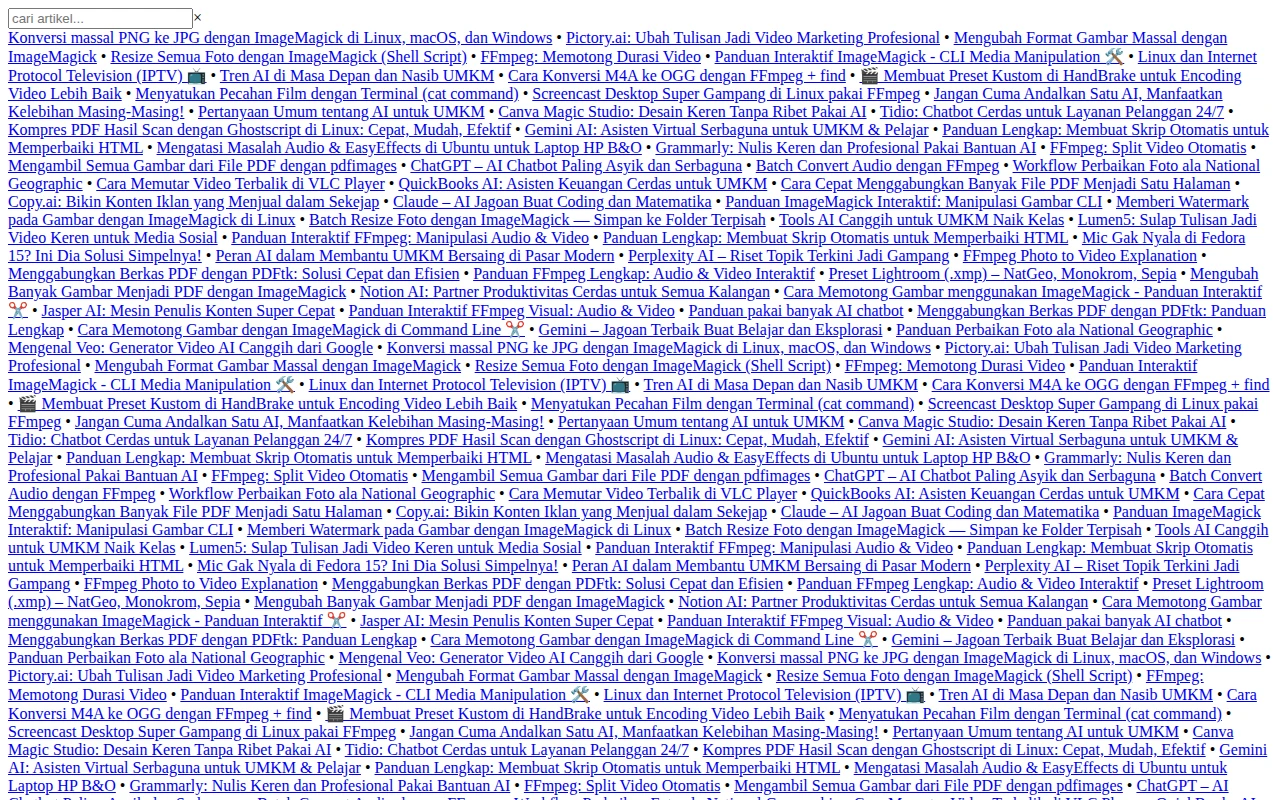 cari artikel...×
Konversi massal PNG ke JPG dengan ImageMagick di Linux, macOS, dan Windows • Pictory.ai: Ubah Tulisan Jadi Video Marketing Profesional • Mengubah Format Gambar Massal dengan
ImageMagick • Resize Semua Foto dengan ImageMagick (Shell Script) • FFmpeg: Memotong Durasi Video • Panduan Interaktif ImageMagick - CLI Media Manipulation 🛠️ • Linux dan Internet
Protocol Television (IPTV) 📺 • Tren AI di Masa Depan dan Nasib UMKM • Cara Konversi M4A ke OGG dengan FFmpeg + find • 🎬 Membuat Preset Kustom di HandBrake untuk Encoding
Video Lebih Baik • Menyatukan Pecahan Film dengan Terminal (cat command) • Screencast Desktop Super Gampang di Linux pakai FFmpeg • Jangan Cuma Andalkan Satu AI, Manfaatkan
Kelebihan Masing-Masing! • Pertanyaan Umum tentang AI untuk UMKM • Canva Magic Studio: Desain Keren Tanpa Ribet Pakai AI • Tidio: Chatbot Cerdas untuk Layanan Pelanggan 24/7 •
Kompres PDF Hasil Scan dengan Ghostscript di Linux: Cepat, Mudah, Efektif • Gemini AI: Asisten Virtual Serbaguna untuk UMKM & Pelajar • Panduan Lengkap: Membuat Skrip Otomatis untuk
Memperbaiki HTML • Mengatasi Masalah Audio & EasyEffects di Ubuntu untuk Laptop HP B&O • Grammarly: Nulis Keren dan Profesional Pakai Bantuan AI • FFmpeg: Split Video Otomatis •
Mengambil Semua Gambar dari File PDF dengan pdfimages • ChatGPT – AI Chatbot Paling Asyik dan Serbaguna • Batch Convert Audio dengan FFmpeg • Workflow Perbaikan Foto ala National
Geographic • Cara Memutar Video Terbalik di VLC Player • QuickBooks AI: Asisten Keuangan Cerdas untuk UMKM • Cara Cepat Menggabungkan Banyak File PDF Menjadi Satu Halaman •
Copy.ai: Bikin Konten Iklan yang Menjual dalam Sekejap • Claude – AI Jagoan Buat Coding dan Matematika • Panduan ImageMagick Interaktif: Manipulasi Gambar CLI • Memberi Watermark
pada Gambar dengan ImageMagick di Linux • Batch Resize Foto dengan ImageMagick — Simpan ke Folder Terpisah • Tools AI Canggih untuk UMKM Naik Kelas • Lumen5: Sulap Tulisan Jadi
Video Keren untuk Media Sosial • Panduan Interaktif FFmpeg: Manipulasi Audio & Video • Panduan Lengkap: Membuat Skrip Otomatis untuk Memperbaiki HTML • Mic Gak Nyala di Fedora
15? Ini Dia Solusi Simpelnya! • Peran AI dalam Membantu UMKM Bersaing di Pasar Modern • Perplexity AI – Riset Topik Terkini Jadi Gampang • FFmpeg Photo to Video Explanation •
Menggabungkan Berkas PDF dengan PDFtk: Solusi Cepat dan Efisien • Panduan FFmpeg Lengkap: Audio & Video Interaktif • Preset Lightroom (.xmp) – NatGeo, Monokrom, Sepia • Mengubah
Banyak Gambar Menjadi PDF dengan ImageMagick • Notion AI: Partner Produktivitas Cerdas untuk Semua Kalangan • Cara Memotong Gambar menggunakan ImageMagick - Panduan Interaktif
✂️ • Jasper AI: Mesin Penulis Konten Super Cepat • Panduan Interaktif FFmpeg Visual: Audio & Video • Panduan pakai banyak AI chatbot • Menggabungkan Berkas PDF dengan PDFtk: Panduan
Lengkap • Cara Memotong Gambar dengan ImageMagick di Command Line ✂️ • Gemini – Jagoan Terbaik Buat Belajar dan Eksplorasi • Panduan Perbaikan Foto ala National Geographic •
Mengenal Veo: Generator Video AI Canggih dari Google • Konversi massal PNG ke JPG dengan ImageMagick di Linux, macOS, dan Windows • Pictory.ai: Ubah Tulisan Jadi Video Marketing
Profesional • Mengubah Format Gambar Massal dengan ImageMagick • Resize Semua Foto dengan ImageMagick (Shell Script) • FFmpeg: Memotong Durasi Video • Panduan Interaktif
ImageMagick - CLI Media Manipulation 🛠️ • Linux dan Internet Protocol Television (IPTV) 📺 • Tren AI di Masa Depan dan Nasib UMKM • Cara Konversi M4A ke OGG dengan FFmpeg + find
• 🎬 Membuat Preset Kustom di HandBrake untuk Encoding Video Lebih Baik • Menyatukan Pecahan Film dengan Terminal (cat command) • Screencast Desktop Super Gampang di Linux pakai
FFmpeg • Jangan Cuma Andalkan Satu AI, Manfaatkan Kelebihan Masing-Masing! • Pertanyaan Umum tentang AI untuk UMKM • Canva Magic Studio: Desain Keren Tanpa Ribet Pakai AI •
Tidio: Chatbot Cerdas untuk Layanan Pelanggan 24/7 • Kompres PDF Hasil Scan dengan Ghostscript di Linux: Cepat, Mudah, Efektif • Gemini AI: Asisten Virtual Serbaguna untuk UMKM &
Pelajar • Panduan Lengkap: Membuat Skrip Otomatis untuk Memperbaiki HTML • Mengatasi Masalah Audio & EasyEffects di Ubuntu untuk Laptop HP B&O • Grammarly: Nulis Keren dan
Profesional Pakai Bantuan AI • FFmpeg: Split Video Otomatis • Mengambil Semua Gambar dari File PDF dengan pdfimages • ChatGPT – AI Chatbot Paling Asyik dan Serbaguna • Batch Convert
Audio dengan FFmpeg • Workflow Perbaikan Foto ala National Geographic • Cara Memutar Video Terbalik di VLC Player • QuickBooks AI: Asisten Keuangan Cerdas untuk UMKM • Cara Cepat
Menggabungkan Banyak File PDF Menjadi Satu Halaman • Copy.ai: Bikin Konten Iklan yang Menjual dalam Sekejap • Claude – AI Jagoan Buat Coding dan Matematika • Panduan ImageMagick
Interaktif: Manipulasi Gambar CLI • Memberi Watermark pada Gambar dengan ImageMagick di Linux • Batch Resize Foto dengan ImageMagick — Simpan ke Folder Terpisah • Tools AI Canggih
untuk UMKM Naik Kelas • Lumen5: Sulap Tulisan Jadi Video Keren untuk Media Sosial • Panduan Interaktif FFmpeg: Manipulasi Audio & Video • Panduan Lengkap: Membuat Skrip Otomatis
untuk Memperbaiki HTML • Mic Gak Nyala di Fedora 15? Ini Dia Solusi Simpelnya! • Peran AI dalam Membantu UMKM Bersaing di Pasar Modern • Perplexity AI – Riset Topik Terkini Jadi
Gampang • FFmpeg Photo to Video Explanation • Menggabungkan Berkas PDF dengan PDFtk: Solusi Cepat dan Efisien • Panduan FFmpeg Lengkap: Audio & Video Interaktif • Preset Lightroom
(.xmp) – NatGeo, Monokrom, Sepia • Mengubah Banyak Gambar Menjadi PDF dengan ImageMagick • Notion AI: Partner Produktivitas Cerdas untuk Semua Kalangan • Cara Memotong Gambar
menggunakan ImageMagick - Panduan Interaktif ✂️ • Jasper AI: Mesin Penulis Konten Super Cepat • Panduan Interaktif FFmpeg Visual: Audio & Video • Panduan pakai banyak AI chatbot •
Menggabungkan Berkas PDF dengan PDFtk: Panduan Lengkap • Cara Memotong Gambar dengan ImageMagick di Command Line ✂️ • Gemini – Jagoan Terbaik Buat Belajar dan Eksplorasi •
Panduan Perbaikan Foto ala National Geographic • Mengenal Veo: Generator Video AI Canggih dari Google • Konversi massal PNG ke JPG dengan ImageMagick di Linux, macOS, dan Windows •
Pictory.ai: Ubah Tulisan Jadi Video Marketing Profesional • Mengubah Format Gambar Massal dengan ImageMagick • Resize Semua Foto dengan ImageMagick (Shell Script) • FFmpeg:
Memotong Durasi Video • Panduan Interaktif ImageMagick - CLI Media Manipulation 🛠️ • Linux dan Internet Protocol Television (IPTV) 📺 • Tren AI di Masa Depan dan Nasib UMKM • Cara
Konversi M4A ke OGG dengan FFmpeg + find • 🎬 Membuat Preset Kustom di HandBrake untuk Encoding Video Lebih Baik • Menyatukan Pecahan Film dengan Terminal (cat command) •
Screencast Desktop Super Gampang di Linux pakai FFmpeg • Jangan Cuma Andalkan Satu AI, Manfaatkan Kelebihan Masing-Masing! • Pertanyaan Umum tentang AI untuk UMKM • Canva
Magic Studio: Desain Keren Tanpa Ribet Pakai AI • Tidio: Chatbot Cerdas untuk Layanan Pelanggan 24/7 • Kompres PDF Hasil Scan dengan Ghostscript di Linux: Cepat, Mudah, Efektif • Gemini
AI: Asisten Virtual Serbaguna untuk UMKM & Pelajar • Panduan Lengkap: Membuat Skrip Otomatis untuk Memperbaiki HTML • Mengatasi Masalah Audio & EasyEffects di Ubuntu untuk
Laptop HP B&O • Grammarly: Nulis Keren dan Profesional Pakai Bantuan AI • FFmpeg: Split Video Otomatis • Mengambil Semua Gambar dari File PDF dengan pdfimages • ChatGPT – AI